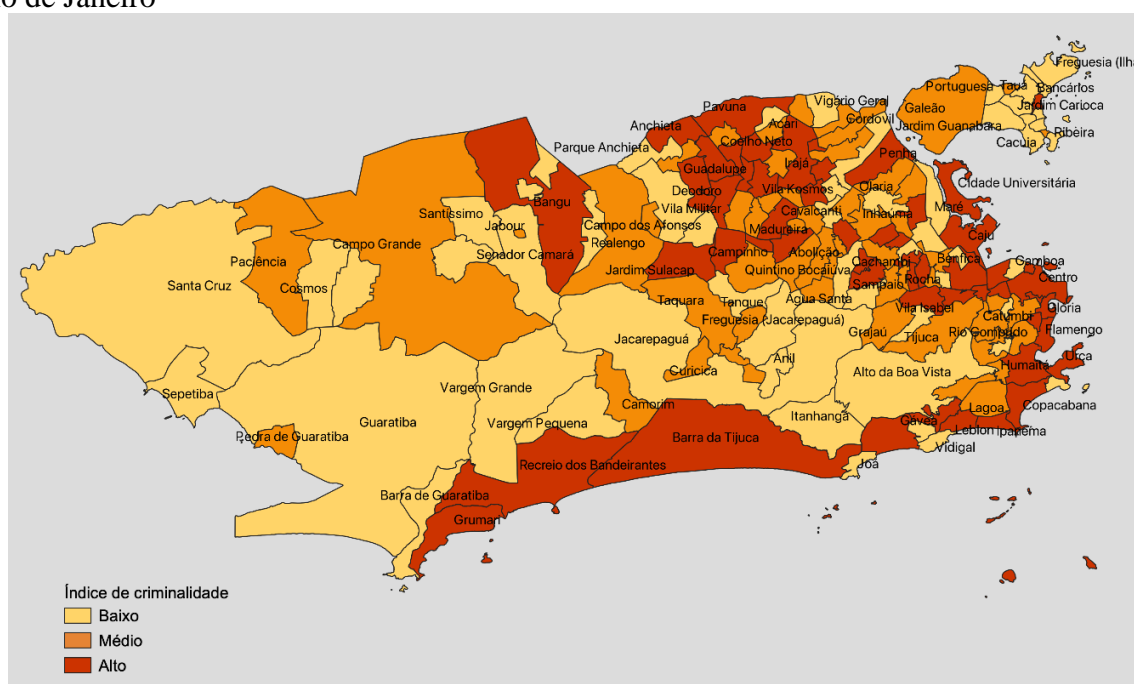 o de Janeiro
Freguesia (Ilh
Portuguesa
Tauá
Bancários
Vigário Geral
Galeão
Jardim Carioca
Pavuna
Cordovil
Jardim Guanabara
Ribeira
Anchieta
Acari
Cacuia
Parque Anchieta
Coelho Neto
Irajá
Penha
Guadalupe
Cidade Universitária
Deodoro
Vila Kosmos
Olaria
Bangu
Vila Militar
Cavalcanti
Inhaúma
Maré
Santíssimo
Jabour
Campo dos Afonsos
Madureira
Caju
Campo Grande
Realengo
Senador Camará
Campinho
Abolição
Cachambi
Benfica
Gamboa
Paciência
Jardim Sulacap
Quintino Bocaiúva
Rocha
Centro
Santa Cruz
Cosmos
Sampaio
Taquara
Tanque
Água Santa
Vila Isabel
Glória
Catumbi
Freguesia (Jacarepaguá)
Grajaú
Tijuca
Rio Comprido
Flamengo
Jacarepaguá
Anil
Urca
Curicica
Alto da Boa Vista
Humaitá
Vargem Grande
Sepetiba
Camorim
Lagoa
Copacabana
Guaratiba
Vargem Pequena
Itanhangá
Gávea
Leblon
Ipanema
Pedra de Guaratiba
Barra da Tijuca
Vidigal
Recreio dos Bandeirantes
Joá
Barra de Guaratiba
Grumari
Índice de criminalidade
Baixo
Médio
Alto